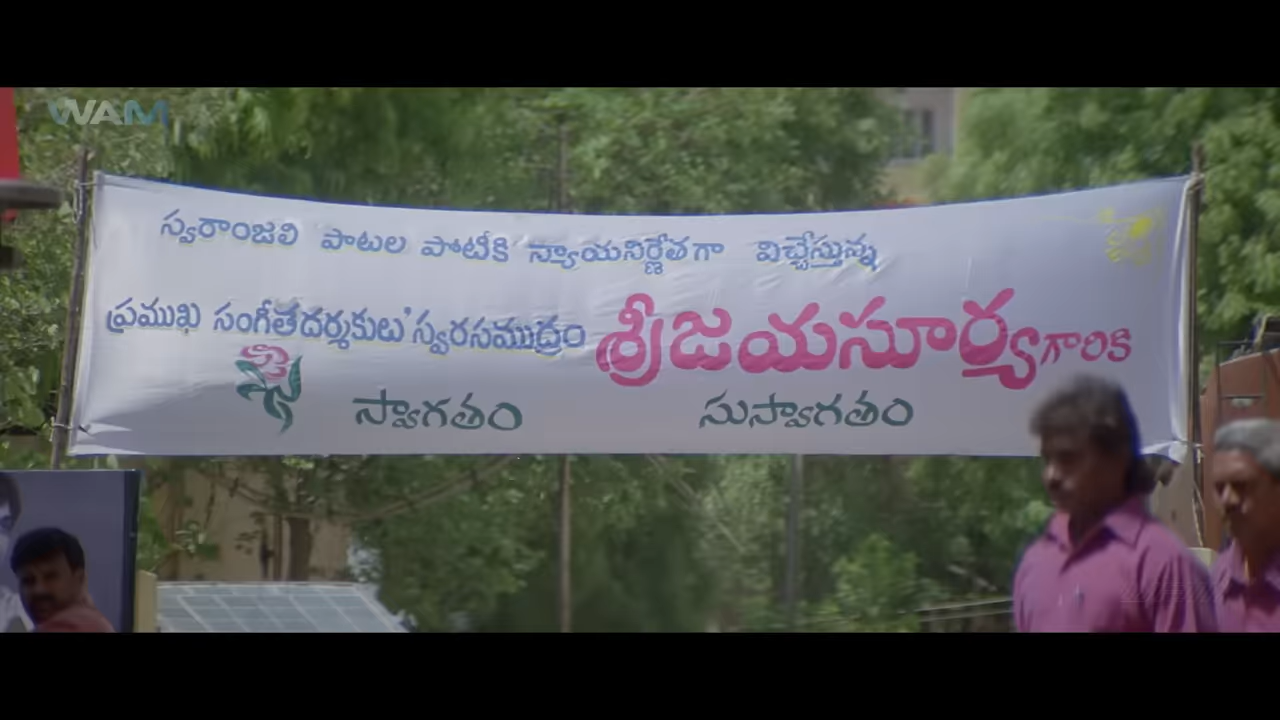 WAM
స్వరాంజలి పాటల పోటీకి న్యాయనిర్ణేతగా విచ్చేస్తున్న
ప్రముఖ సంగీతదర్శకులు 'స్వరసముద్రం శ్రీజయసూర్య గారికి
స్వాగతం సుస్వాగతం